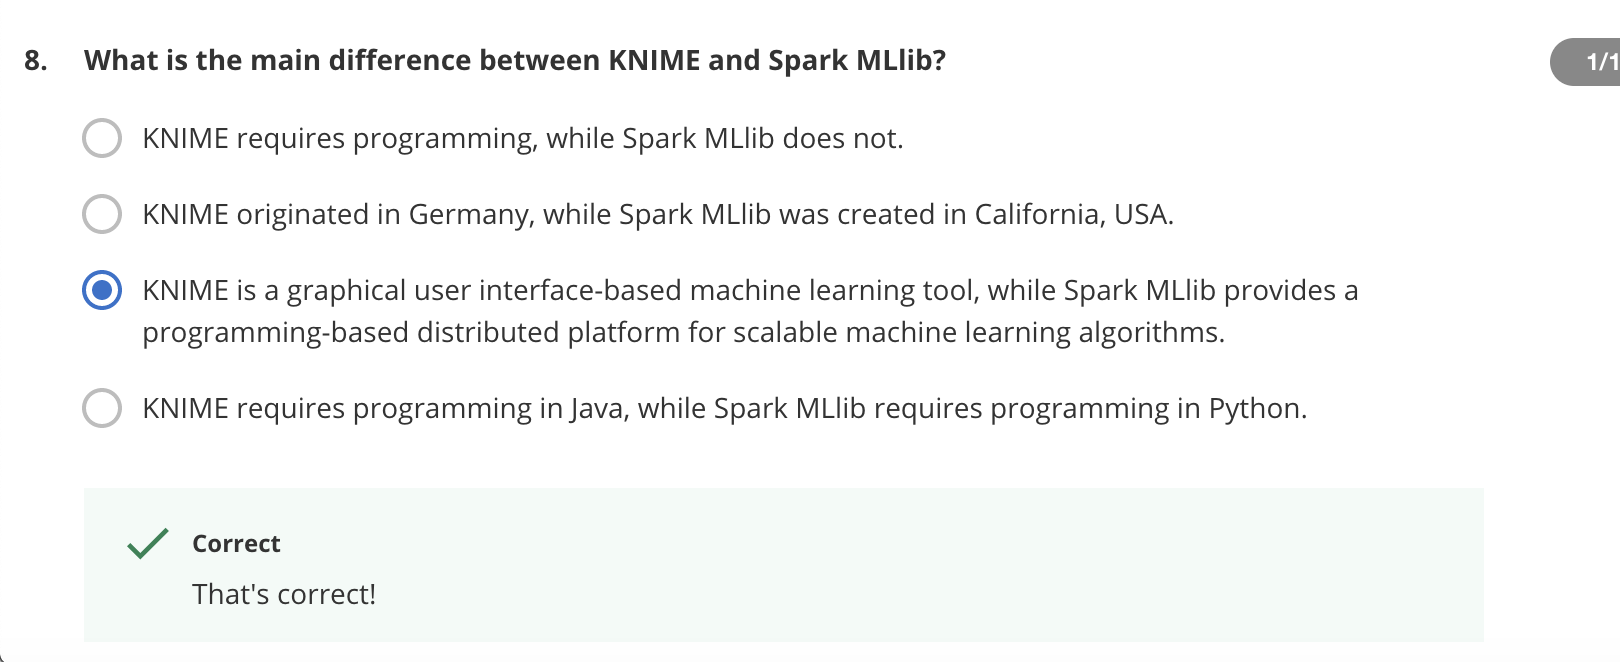 8. What is the main difference between KNIME and Spark MLlib?
1/1
KNIME requires programming, while Spark MLlib does not.
KNIME originated in Germany, while Spark MLlib was created in California, USA.
KNIME is a graphical user interface-based machine learning tool, while Spark MLlib provides a
programming-based distributed platform for scalable machine learning algorithms.
KNIME requires programming in Java, while Spark MLlib requires programming in Python.
Correct
That's correct!